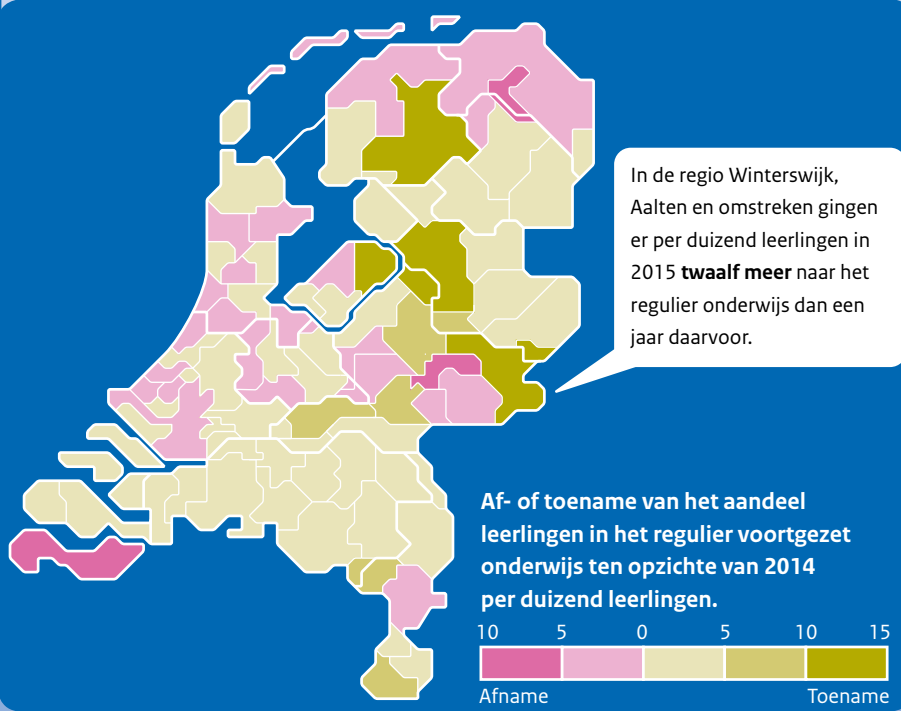 In de regio Winterswijk,
Aalten en omstreken gingen
er per duizend leerlingen in
2015 twaalf meer naar het
regulier onderwijs dan een
jaar daarvoor.
Af- of toename van het aandeel
leerlingen in het regulier voortgezet
onderwijs ten opzichte van 2014
per duizend leerlingen.
10 5 0 5 10 15
Afname Toename